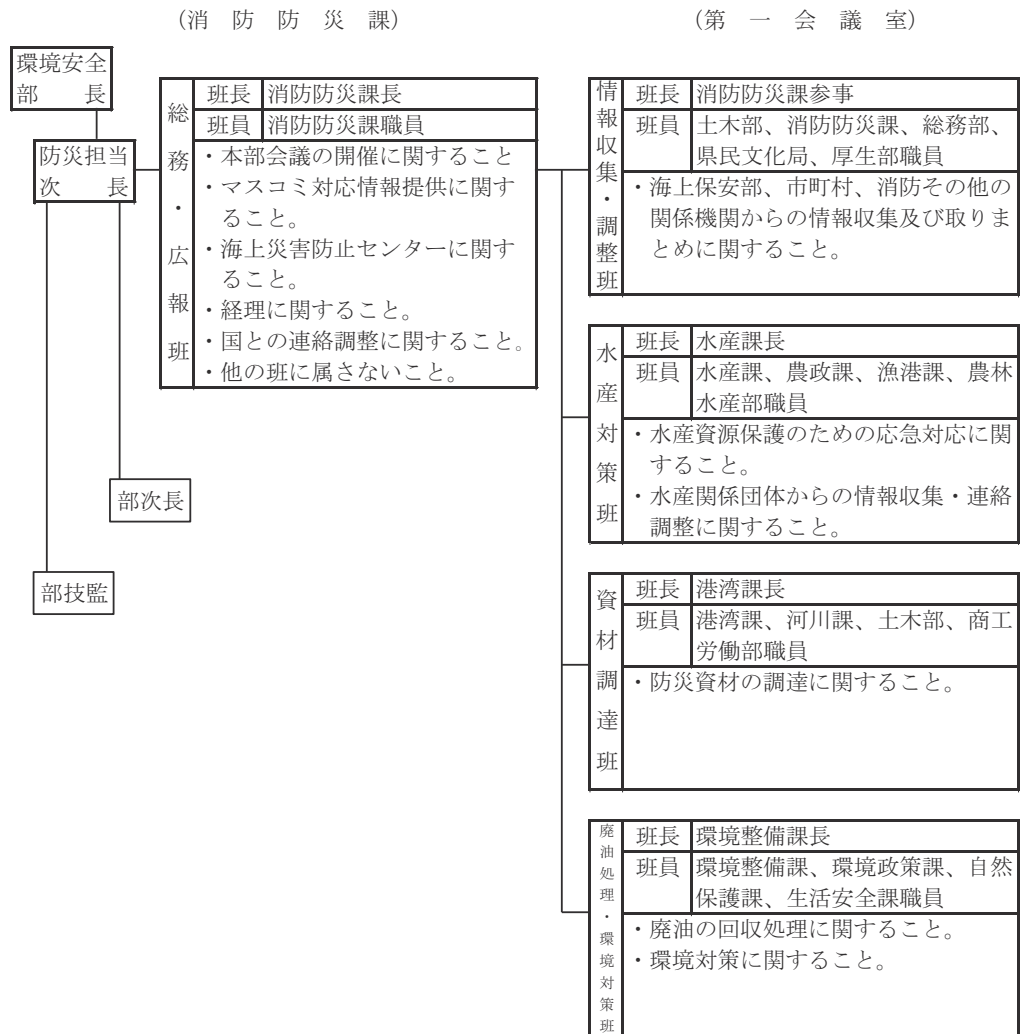 （消防防災課）
（第一会議室）
環境安全
部長
防災担当
次長
部次長
部技監
総務・広報班
班長 消防防災課長
班員 消防防災課職員
・本部会議の開催に関すること
・マスコミ対応情報提供に関す
ること。
・海上災害防止センターに関す
ること。
・経理に関すること。
・国との連絡調整に関すること。
・他の班に属さないこと。
情報収集・調整班
班長 消防防災課参事
班員 土木部、消防防災課、総務部、
県民文化局、厚生部職員
・海上保安部、市町村、消防その他の
関係機関からの情報収集及び取りま
とめに関すること。
水産対策班
班長 水産課長
班員 水産課、農政課、漁港課、農林
水産部職員
・水産資源保護のための応急対応に関
すること。
・水産関係団体からの情報収集・連絡
調整に関すること。
資材調達班
班長 港湾課長
班員 港湾課、河川課、土木部、商工
労働部職員
・防災資材の調達に関すること。
廃油処理・環境対策班
班長 環境整備課長
班員 環境整備課、環境政策課、自然
保護課、生活安全課職員
・廃油の回収処理に関すること。
・環境対策に関すること。